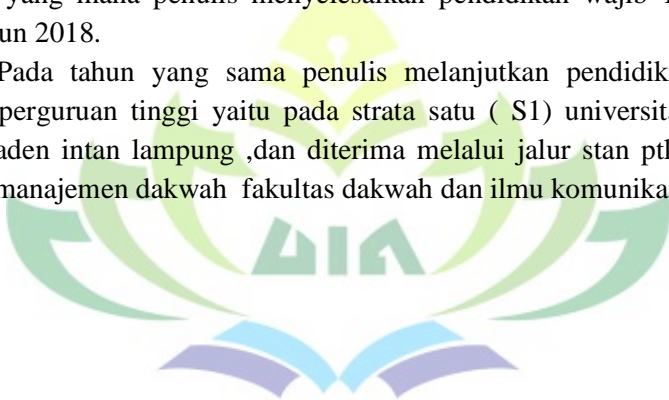 yang mana penulis menyelesaikan pendidikan wajib
un 2018.
Pada tahun yang sama penulis melanjutkan pendidik
perguruan tinggi yaitu pada strata satu ( S1) universit
aden intan lampung ,dan diterima melalui jalur stan
manajemen dakwah fakultas dakwah dan ilmu komunika
UIN